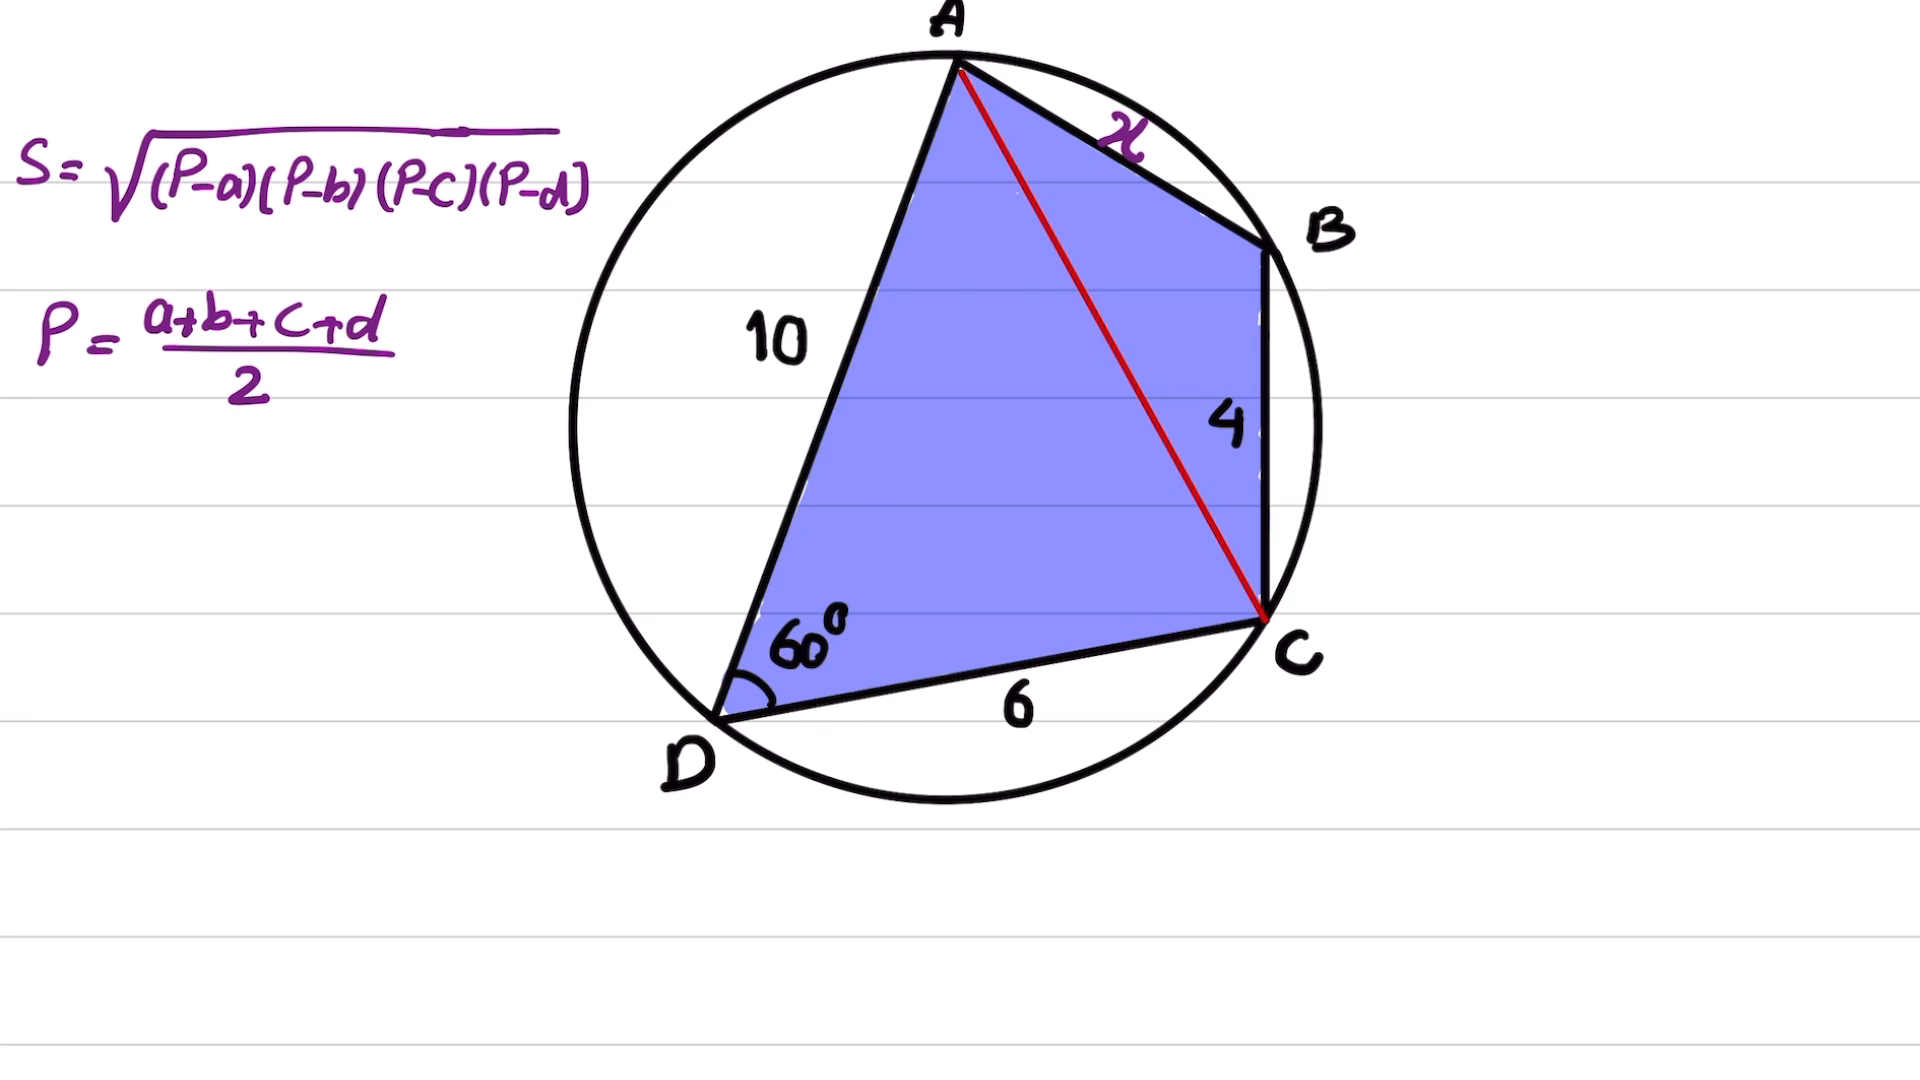 A
x
S=√(P-a)(P-b)(P-c)(P-d)
B
P=a+b+c+d/2
10
4
60°
C
6
D